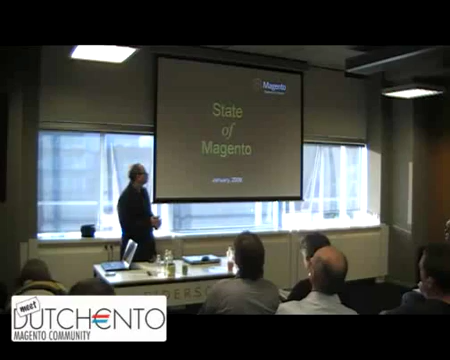 Magento
State
of
Magento
January, 2009
meet
DUTCHENTO
MAGENTO COMMUNITY